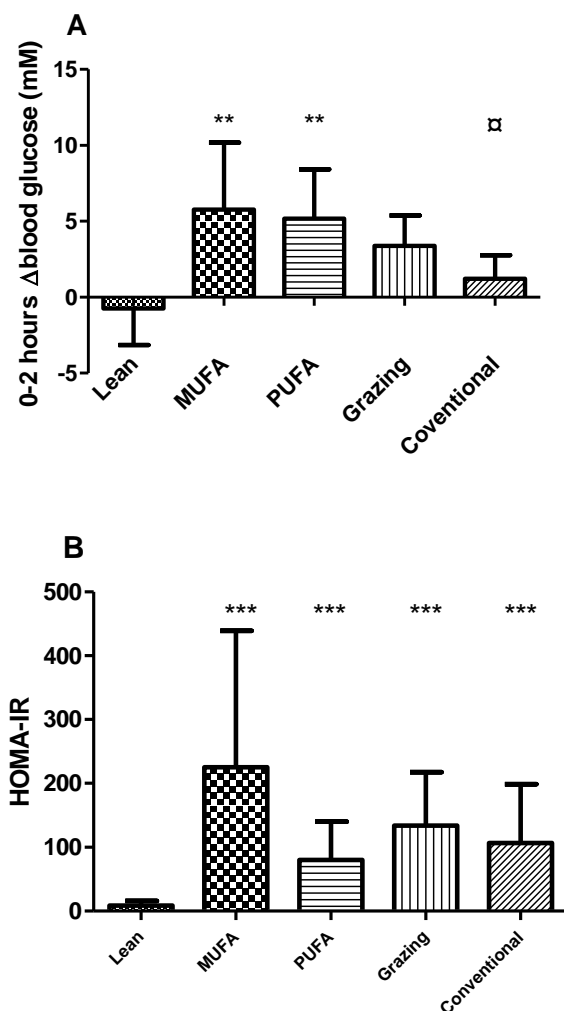 A
0-2 hours Δblood glucose (mM)
15
10
5
0
-5
** ** ¤
Lean MUFA PUFA Grazing Coventional
B
HOMA-IR
500
400
300
200
100
0
*** *** *** ***
Lean MUFA PUFA Grazing Conventional